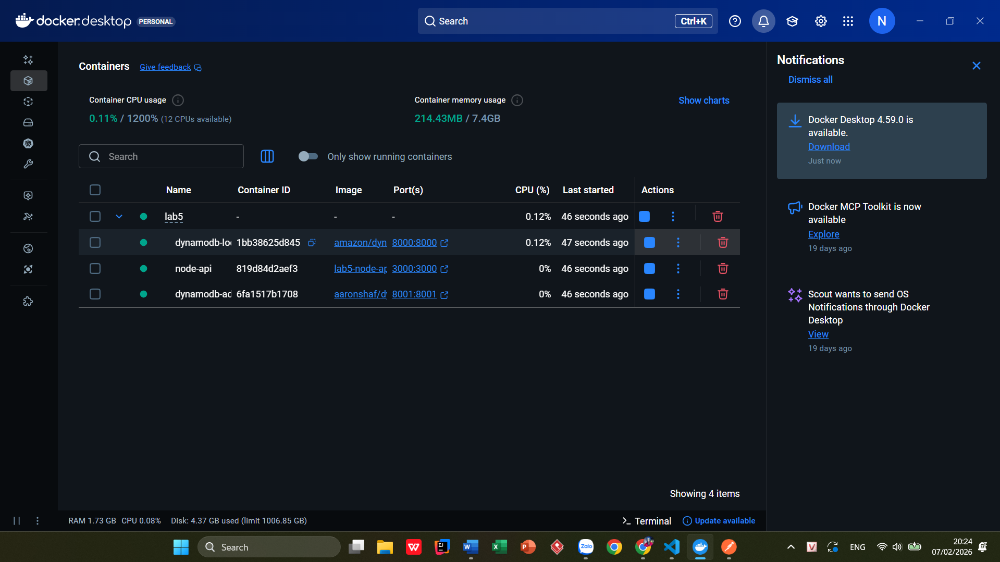 docker.desktop PERSONAL
Search Ctrl+K
N
Containers Give feedback
Container CPU usage
0.11% / 1200% (12 CPUs available)
Container memory usage
214.43MB / 7.4GB
Show charts
Search
Only show running containers
Name Container ID Image Port(s) CPU (%) Last started Actions
lab5 - - - 0.12% 46 seconds ago
dynamodb-loc 1bb38625d845 amazon/dyn 8000:8000 0.12% 47 seconds ago
node-api 819d84d2aef3 lab5-node-ap 3000:3000 0% 46 seconds ago
dynamodb-ad 6fa1517b1708 aaronshaf/dy 8001:8001 0% 46 seconds ago
Showing 4 items
Notifications
Dismiss all
Docker Desktop 4.59.0 is
available.
Download
Just now
Docker MCP Toolkit is now
available
Explore
19 days ago
Scout wants to send OS
Notifications through Docker
Desktop
View
19 days ago
RAM 1.73 GB CPU 0.08% Disk: 4.37 GB used (limit 1006.85 GB)
>_ Terminal
Update available
Search
W
IJ
W
X
P
Zalo
V
ENG
20:24
07/02/2026